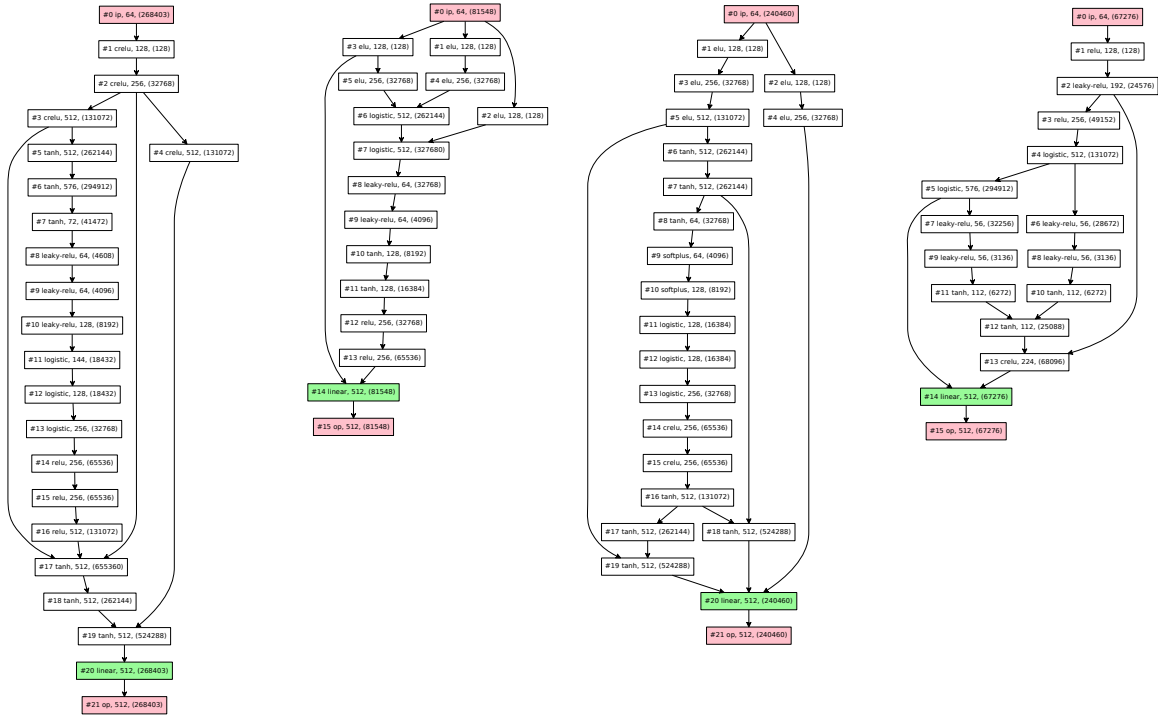 #0 ip, 64, (268403)
#1 crelu, 128, (128)
#2 crelu, 256, (32768)
#3 crelu, 512, (131072)
#5 tanh, 512, (262144)
#4 crelu, 512, (131072)
#6 tanh, 576, (294912)
#7 tanh, 72, (41472)
#8 leaky-relu, 64, (4608)
#9 leaky-relu, 64, (4096)
#10 leaky-relu, 128, (8192)
#11 logistic, 144, (18432)
#12 logistic, 128, (18432)
#13 logistic, 256, (32768)
#14 relu, 256, (65536)
#15 relu, 256, (65536)
#16 relu, 512, (131072)
#17 tanh, 512, (655360)
#18 tanh, 512, (262144)
#19 tanh, 512, (524288)
#20 linear, 512, (268403)
#21 op, 512, (268403)
#0 ip, 64, (81548)
#3 elu, 128, (128)
#1 elu, 128, (128)
#5 elu, 256, (32768)
#4 elu, 256, (32768)
#6 logistic, 512, (262144)
#2 elu, 128, (128)
#7 logistic, 512, (327680)
#8 leaky-relu, 64, (32768)
#9 leaky-relu, 64, (4096)
#10 tanh, 128, (8192)
#11 tanh, 128, (16384)
#12 relu, 256, (32768)
#13 relu, 256, (65536)
#14 linear, 512, (81548)
#15 op, 512, (81548)
#0 ip, 64, (240460)
#1 elu, 128, (128)
#3 elu, 256, (32768)
#2 elu, 128, (128)
#5 elu, 512, (131072)
#4 elu, 256, (32768)
#6 tanh, 512, (262144)
#7 tanh, 512, (262144)
#8 tanh, 64, (32768)
#9 softplus, 64, (4096)
#10 softplus, 128, (8192)
#11 logistic, 128, (16384)
#12 logistic, 128, (16384)
#13 logistic, 256, (32768)
#14 crelu, 256, (65536)
#15 crelu, 256, (65536)
#16 tanh, 512, (131072)
#17 tanh, 512, (262144)
#18 tanh, 512, (524288)
#19 tanh, 512, (524288)
#20 linear, 512, (240460)
#21 op, 512, (240460)
#0 ip, 64, (67276)
#1 relu, 128, (128)
#2 leaky-relu, 192, (24576)
#3 relu, 256, (49152)
#4 logistic, 512, (131072)
#5 logistic, 576, (294912)
#7 leaky-relu, 56, (32256)
#6 leaky-relu, 56, (28672)
#9 leaky-relu, 56, (3136)
#8 leaky-relu, 56, (3136)
#11 tanh, 112, (6272)
#10 tanh, 112, (6272)
#12 tanh, 112, (25088)
#13 crelu, 224, (68096)
#14 linear, 512, (67276)
#15 op, 512, (67276)